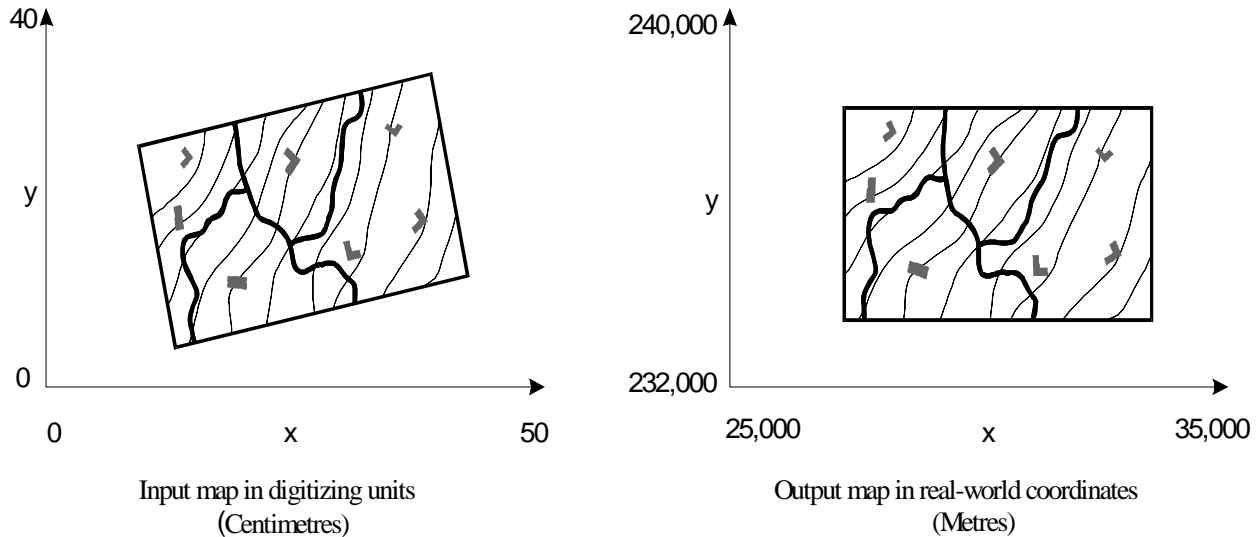 40
y
0
0
x
50
Input map in digitizing units
(Centimetres)
240,000
y
232,000
25,000
x
35,000
Output map in real-world coordinates
(Metres)